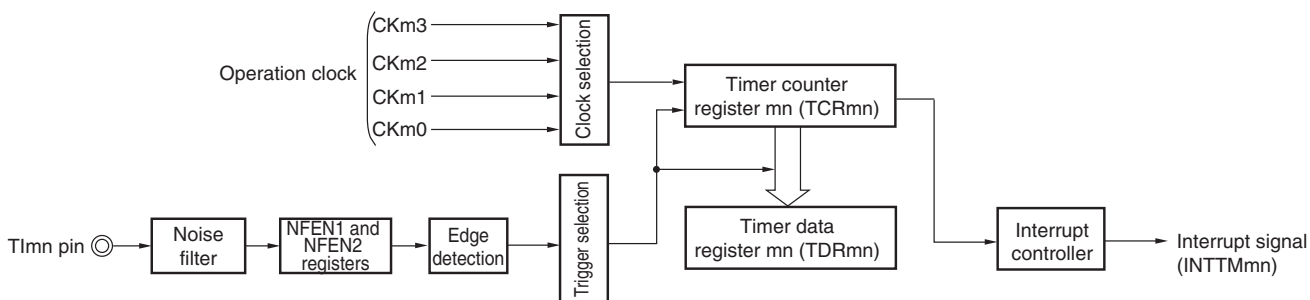 CKm3
CKm2
Operation clock
CKm1
CKm0
Clock selection
Timer counter
register mn (TCRmn)
TImn pin
Noise
filter
NFEN1 and
NFEN2
registers
Edge
detection
Trigger selection
Timer data
register mn (TDRmn)
Interrupt
controller
Interrupt signal
(INTTMmn)